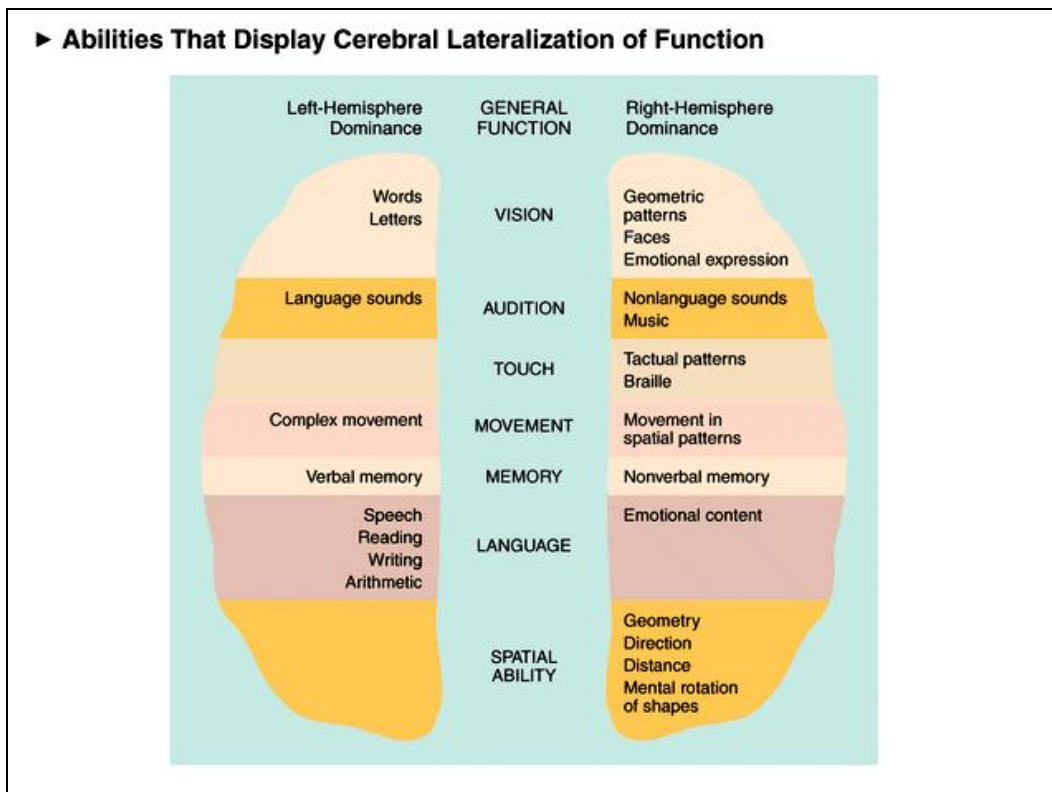 ► Abilities That Display Cerebral Lateralization of Function
Left-Hemisphere
Dominance
GENERAL
FUNCTION
Right-Hemisphere
Dominance
Words
Letters
VISION
Geometric
patterns
Faces
Emotional expression
Language sounds
AUDITION
Nonlanguage sounds
Music
TOUCH
Tactual patterns
Braille
Complex movement
MOVEMENT
Movement in
spatial patterns
Verbal memory
MEMORY
Nonverbal memory
Speech
Reading
Writing
Arithmetic
LANGUAGE
Emotional content
SPATIAL
ABILITY
Geometry
Direction
Distance
Mental rotation
of shapes